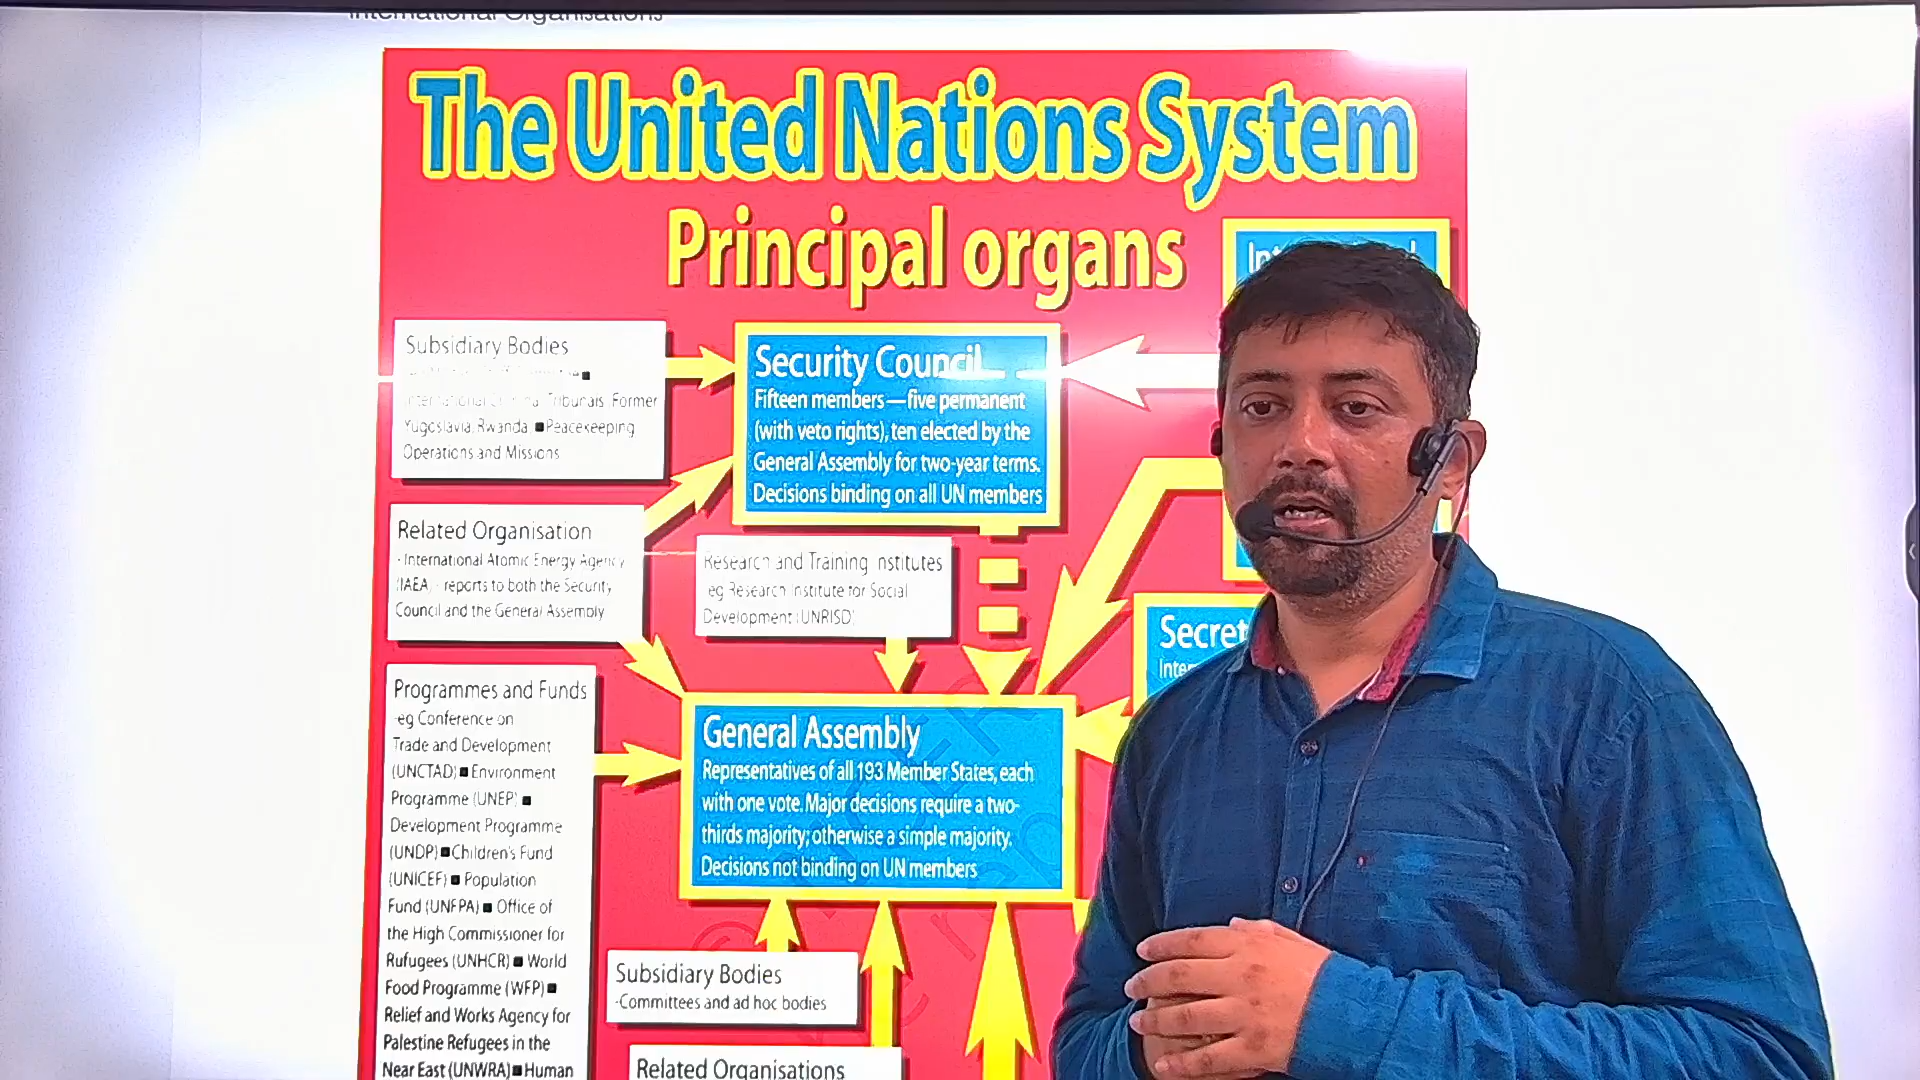 International Organisations
The United Nations System
Principal organs
Subsidiary Bodies
Tribunals: Former
Yugoslavia, Rwanda ■ Peacekeeping
Operations and Missions
Security Council
Fifteen members—five permanent
(with veto rights), ten elected by the
General Assembly for two-year terms.
Decisions binding on all UN members
Related Organisation
- International Atomic Energy Agency
(IAEA) - reports to both the Security
Council and the General Assembly
Research and Training Institutes
eg Research Institute for Social
Development (UNRISD)
Programmes and Funds
-eg Conference on
Trade and Development
(UNCTAD) ■ Environment
Programme (UNEP) ■
Development Programme
(UNDP) ■ Children's Fund
(UNICEF) ■ Population
Fund (UNFPA) ■ Office of
the High Commissioner for
Rufugees (UNHCR) ■ World
Food Programme (WFP) ■
Relief and Works Agency for
Palestine Refugees in the
Near East (UNWRA) ■ Human
General Assembly
Representatives of all 193 Member States, each
with one vote. Major decisions require a two-
thirds majority; otherwise a simple majority.
Decisions not binding on UN members
Subsidiary Bodies
-Committees and ad hoc bodies
Related Organisations